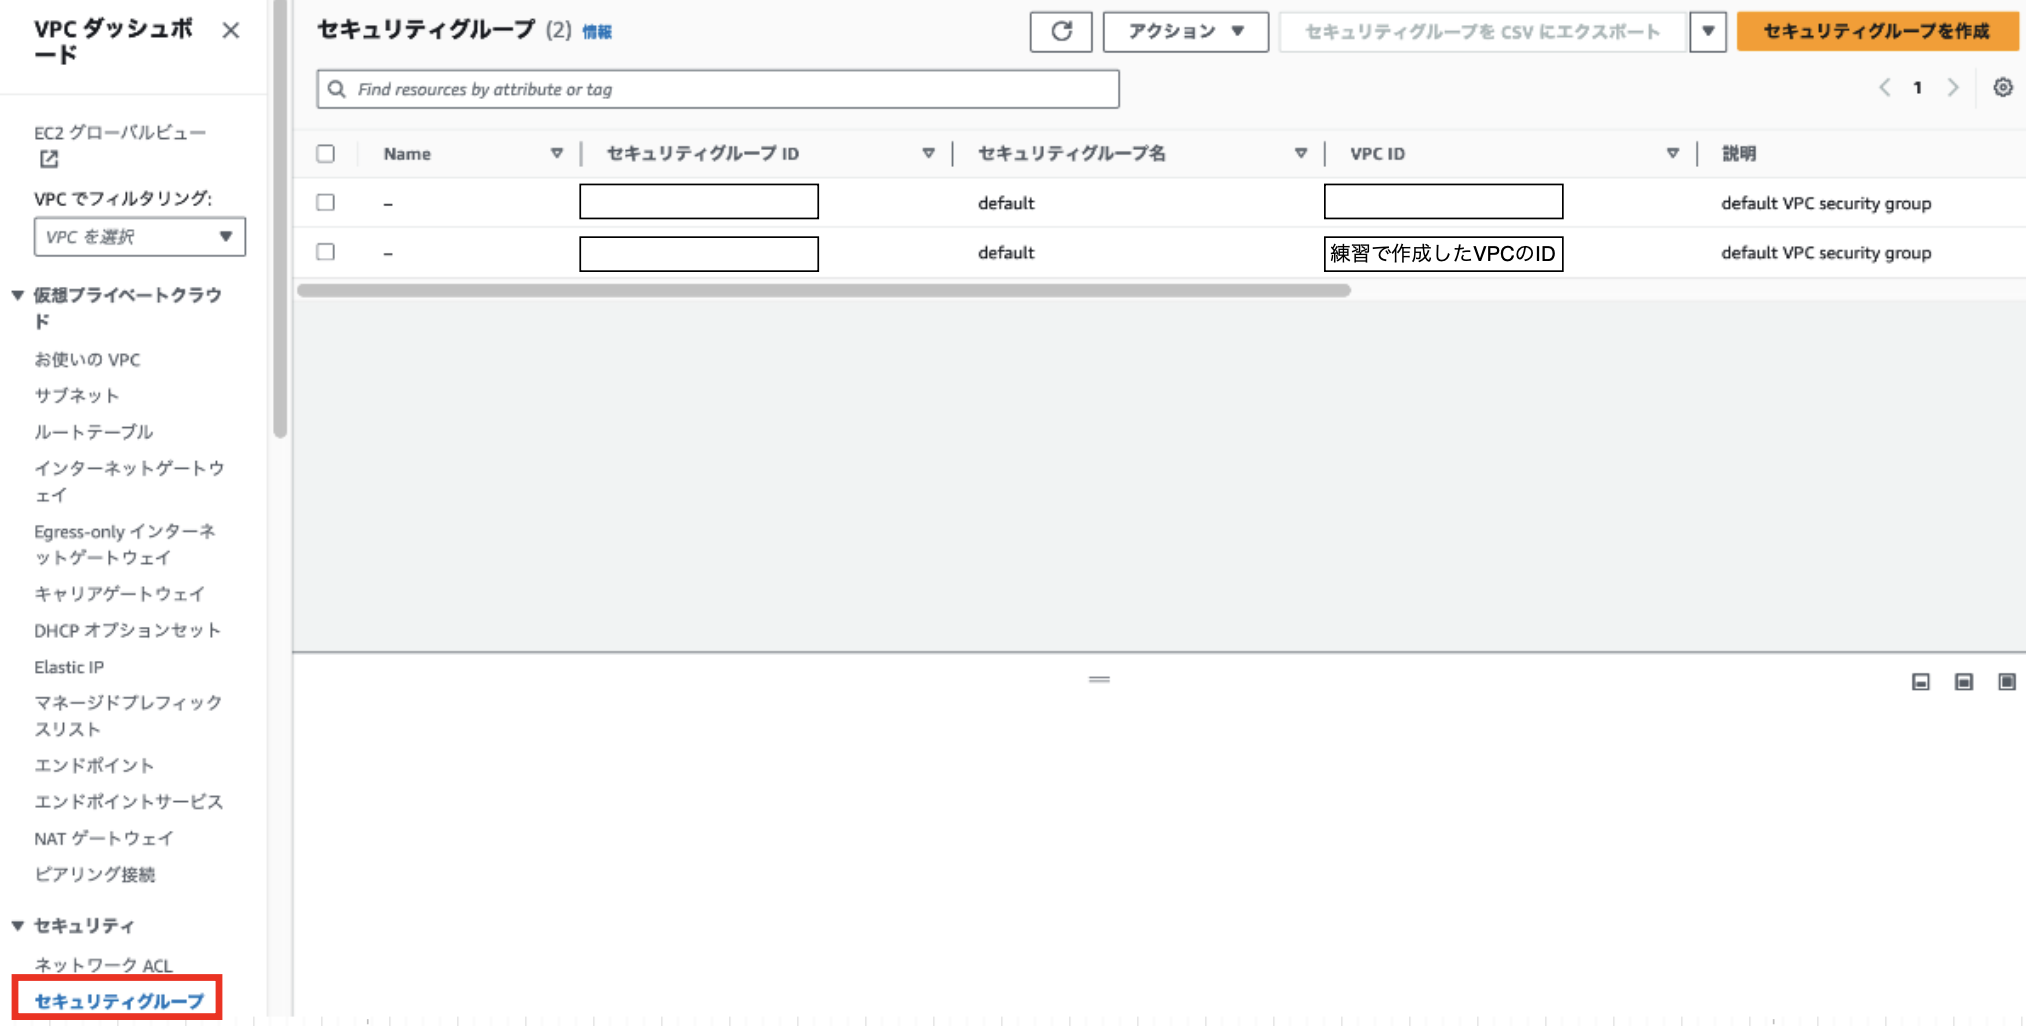 VPC ダッシュボ
ード
EC2 グローバルビュー
VPC でフィルタリング:
VPC を選択
仮想プライベートクラウ
ド
お使いの VPC
サブネット
ルートテーブル
インターネットゲートウ
ェイ
Egress-only インターネ
ットゲートウェイ
キャリアゲートウェイ
DHCP オプションセット
Elastic IP
マネージドプレフィック
スリスト
エンドポイント
エンドポイントサービス
NAT ゲートウェイ
ピアリング接続
セキュリティ
ネットワーク ACL
セキュリティグループ
セキュリティグループ (2) 情報
アクション
セキュリティグループを CSV にエクスポート
セキュリティグループを作成
Find resources by attribute or tag
1
Name セキュリティグループ ID セキュリティグループ名 VPC ID 説明
– default default VPC security group
– default 練習で作成したVPCのID default VPC security group